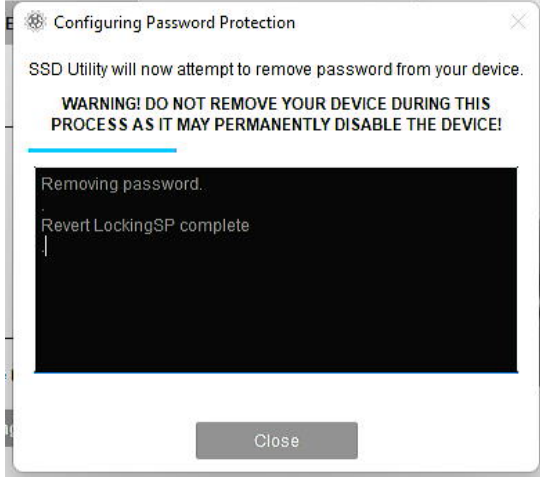 Configuring Password Protection
SSD Utility will now attempt to remove password from your device.
WARNING! DO NOT REMOVE YOUR DEVICE DURING THIS
PROCESS AS IT MAY PERMANENTLY DISABLE THE DEVICE!
Removing password.
.
Revert LockingSP complete
.
Close